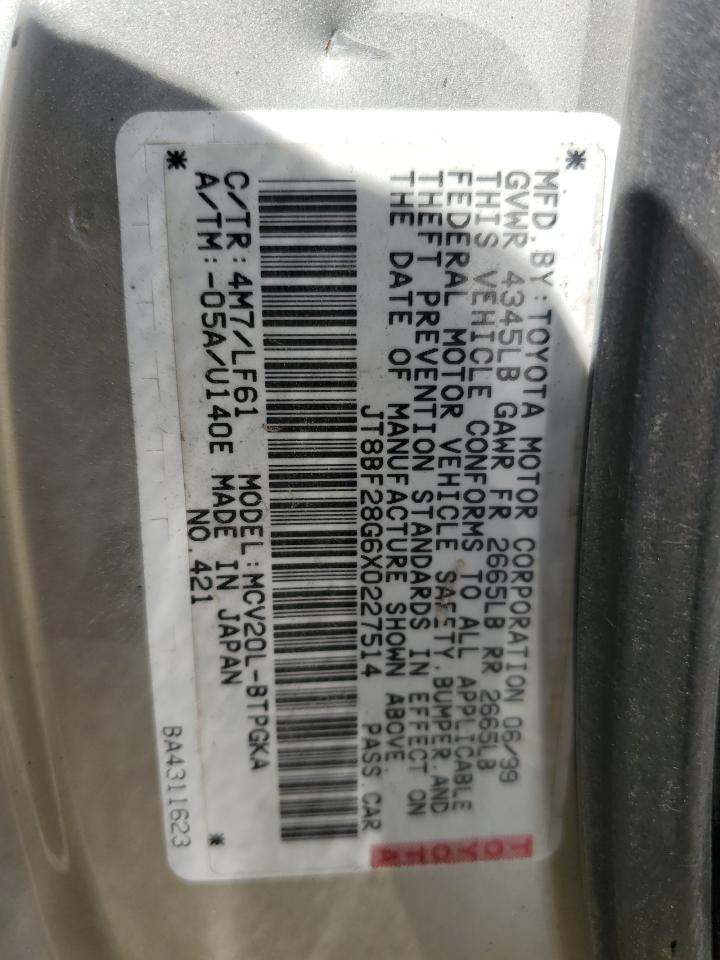 MFD.BY:TOYOTA MOTOR CORPORATION 06/99
GVWR 4345LB GAWR FR 2665LB RR 2665LB
THIS VEHICLE CONFORMS TO ALL APPLICABLE
FEDERAL MOTOR VEHICLE SAFETY,BUMPER,AND
THEFT PREVENTION STANDARDS IN EFFECT ON
THE DATE OF MANUFACTURE SHOWN ABOVE.
JT8BF28G6X0227514 PASS.CAR
C/TR:4M7/LF61 MODEL:MCV20L-BTPGKA
A/TM:-05A/U140E MADE IN JAPAN
NO.421
BA4311623
TOYOTA